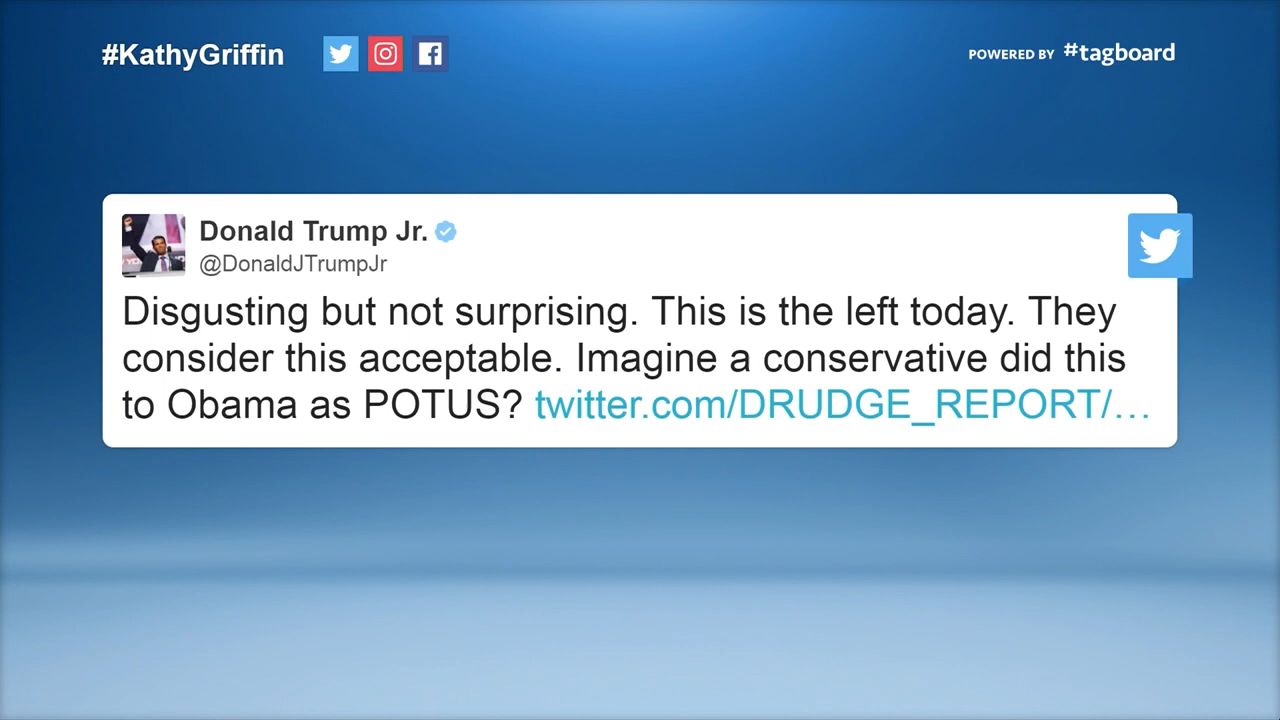 #KathyGriffin
POWERED BY #tagboard
Donald Trump Jr.
@DonaldJTrumpJr
Disgusting but not surprising. This is the left today. They
consider this acceptable. Imagine a conservative did this
to Obama as POTUS? twitter.com/DRUDGE_REPORT/…